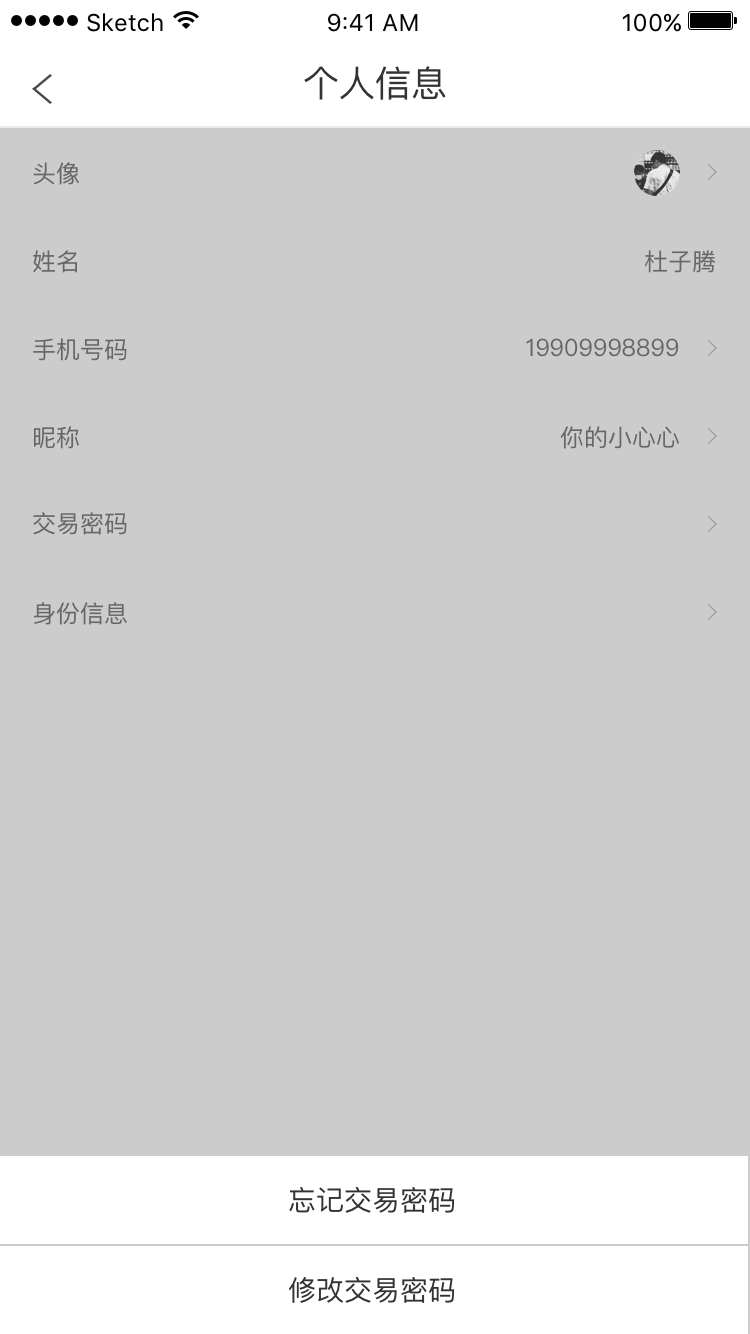 Sketch 9:41 AM 100%
个人信息
头像
姓名 杜子腾
手机号码 19909998899
昵称 你的小心心
交易密码
身份信息
忘记交易密码
修改交易密码